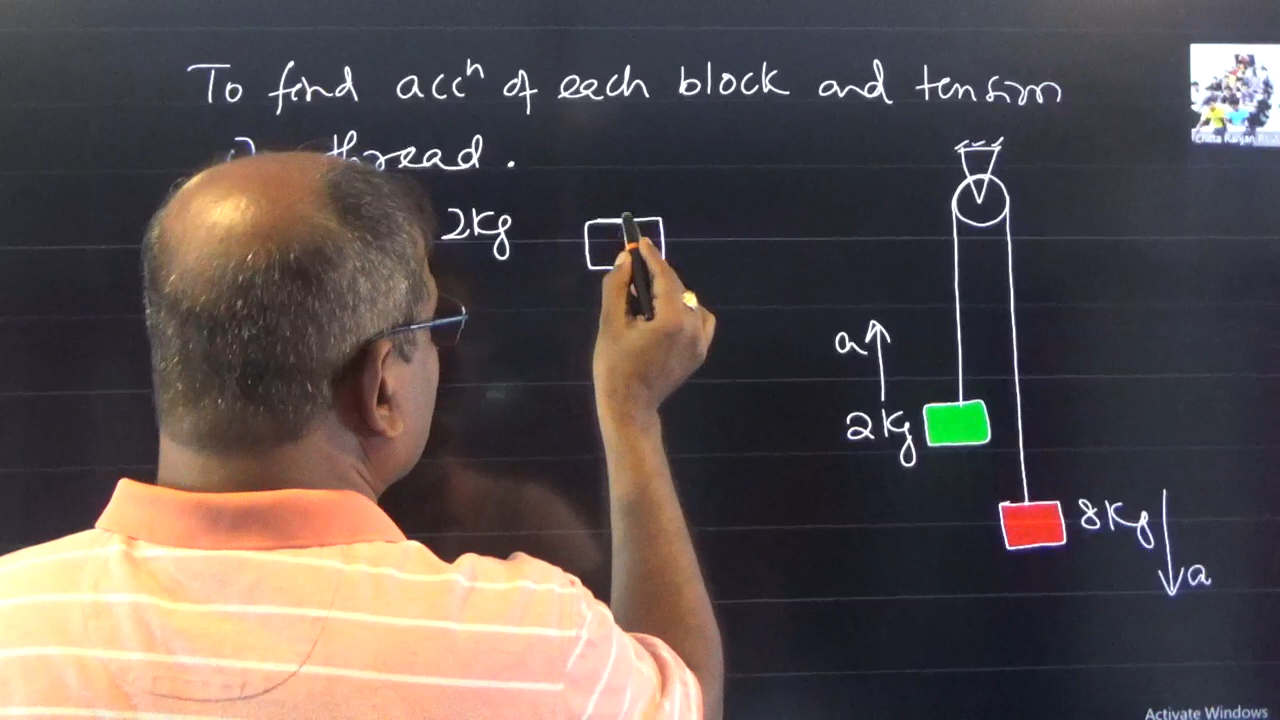 To find accⁿ of each block and tension
thread.
2Kg
a
2Kg
8Kg
a
Activate Windows